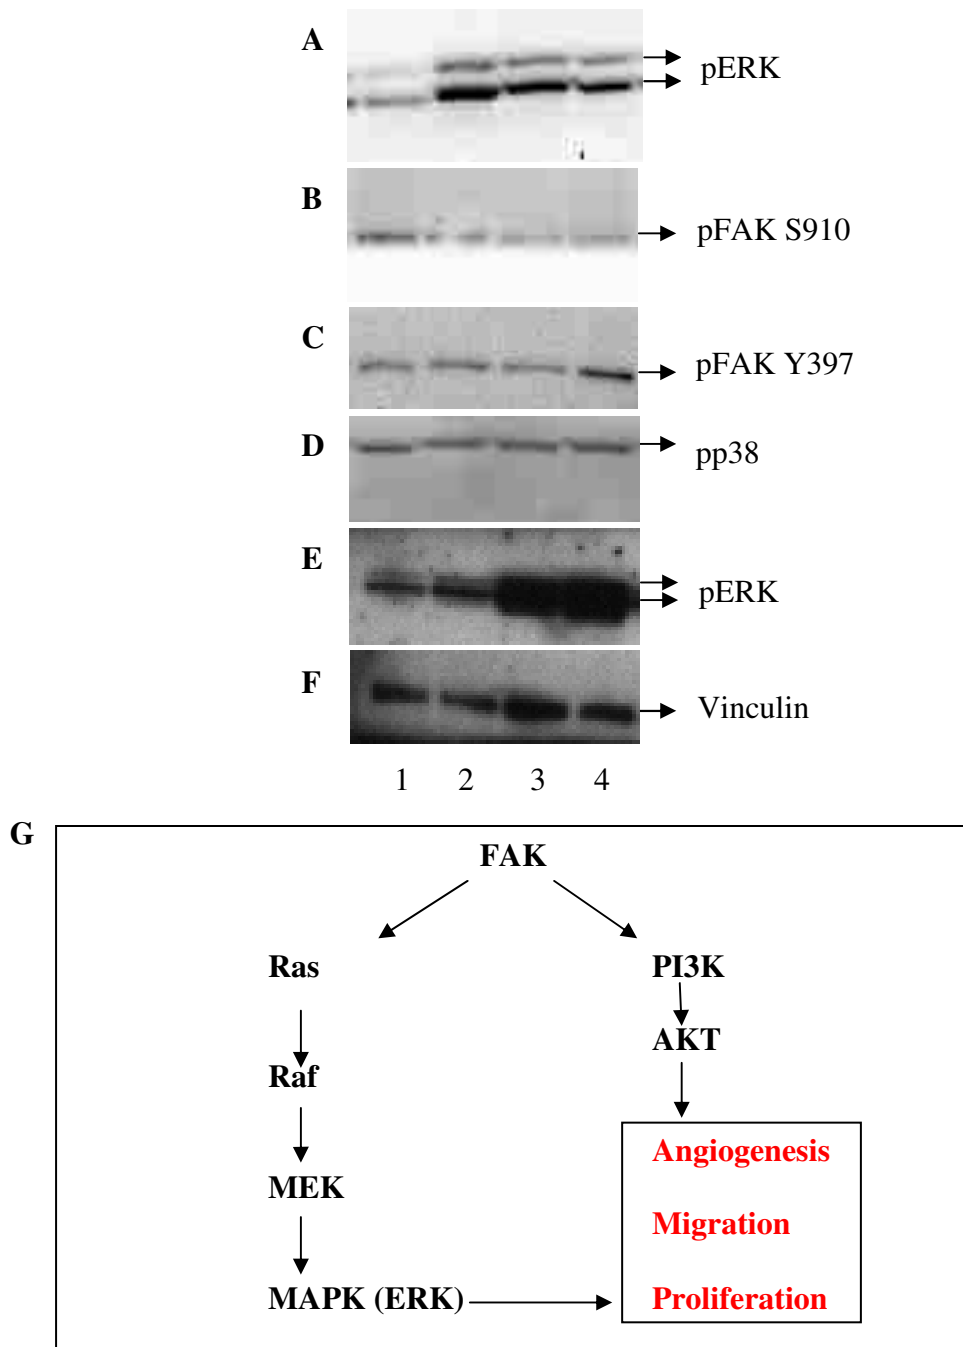 A
pERK
B
pFAK S910
C
pFAK Y397
D
pp38
E
pERK
F
Vinculin
1 2 3 4
G
FAK
Ras PI3K
AKT
Raf
Angiogenesis
MEK
Migration
MAPK (ERK) Proliferation